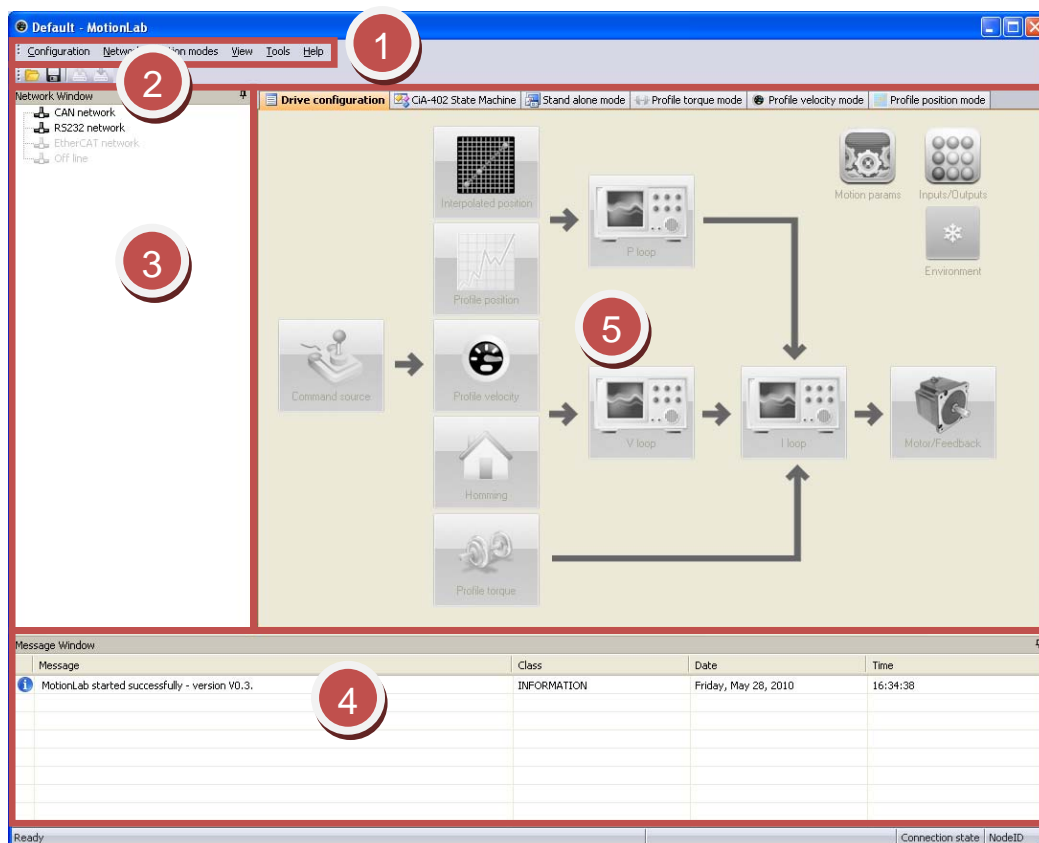 Default - MotionLab
1
Configuration Network Motion modes View Tools Help
2
Network Window
CAN network
RS232 network
EtherCAT network
Off line
3
Drive configuration CiA-402 State Machine Stand alone mode Profile torque mode Profile velocity mode Profile position mode
Interpolated position
P loop
Motion params Inputs/Outputs
Environment
Profile position
5
Command source
Profile velocity
V loop
I loop
Motor/Feedback
Homming
Profile torque
Message Window
Message Class Date Time
MotionLab started successfully - version V0.3. INFORMATION Friday, May 28, 2010 16:34:38
4
Ready Connection state NodeID